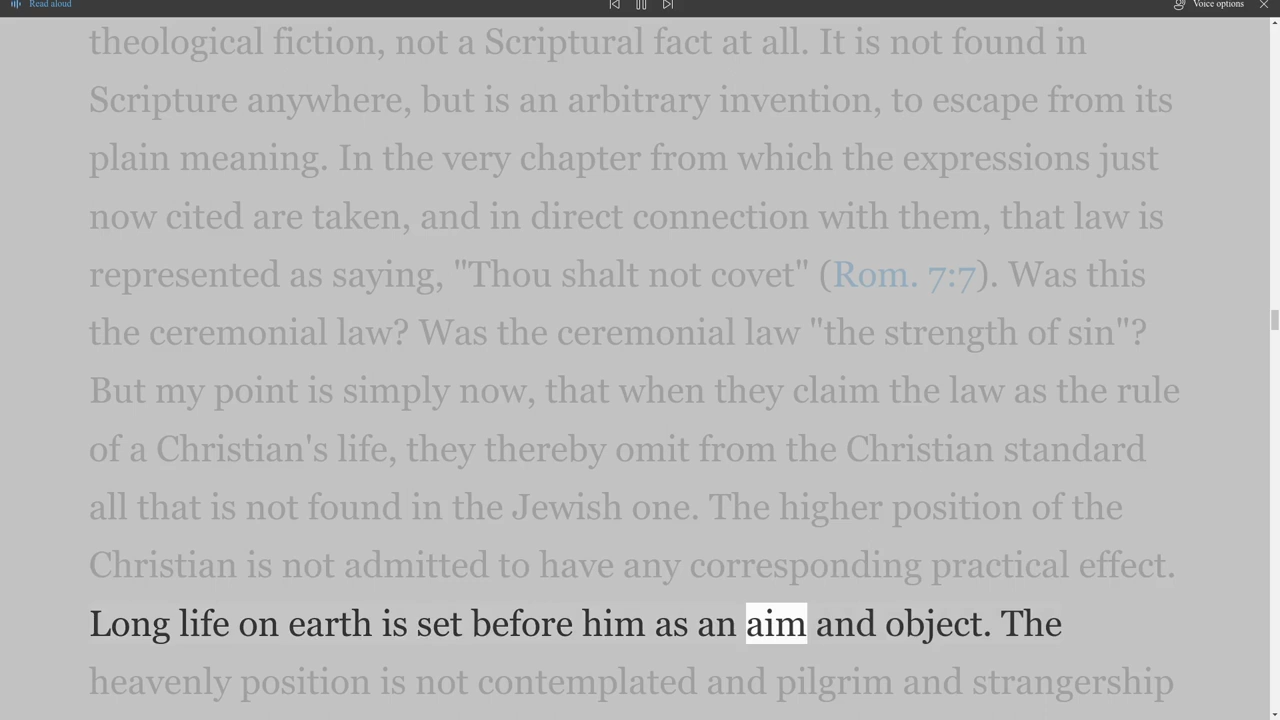 Read aloud
Voice options
theological fiction, not a Scriptural fact at all. It is not found in
Scripture anywhere, but is an arbitrary invention, to escape from its
plain meaning. In the very chapter from which the expressions just
now cited are taken, and in direct connection with them, that law is
represented as saying, "Thou shalt not covet" (Rom. 7:7). Was this
the ceremonial law? Was the ceremonial law "the strength of sin"?
But my point is simply now, that when they claim the law as the rule
of a Christian's life, they thereby omit from the Christian standard
all that is not found in the Jewish one. The higher position of the
Christian is not admitted to have any corresponding practical effect.
Long life on earth is set before him as an aim and object. The
heavenly position is not contemplated and pilgrim and strangership